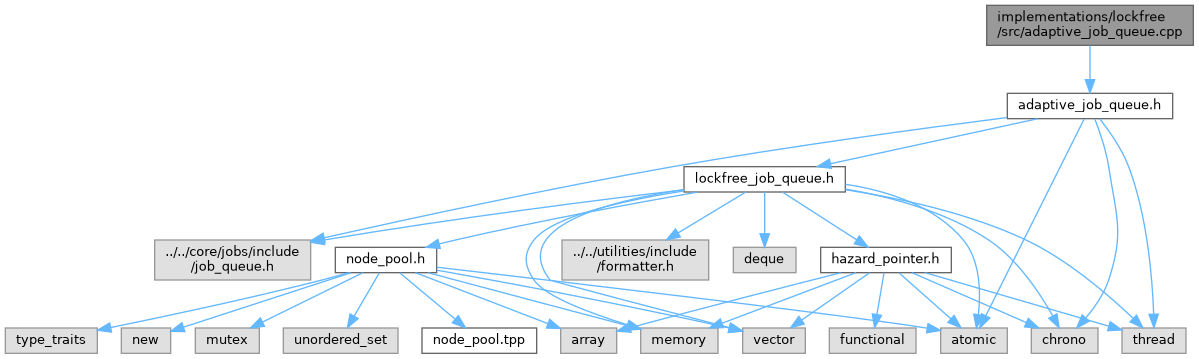 implementations/lockfree
/src/adaptive_job_queue.cpp
adaptive_job_queue.h
lockfree_job_queue.h
../../core/jobs/include
/job_queue.h
node_pool.h
../../utilities/include
/formatter.h
deque
hazard_pointer.h
type_traits
new
mutex
unordered_set
node_pool.tpp
array
memory
vector
functional
atomic
chrono
thread